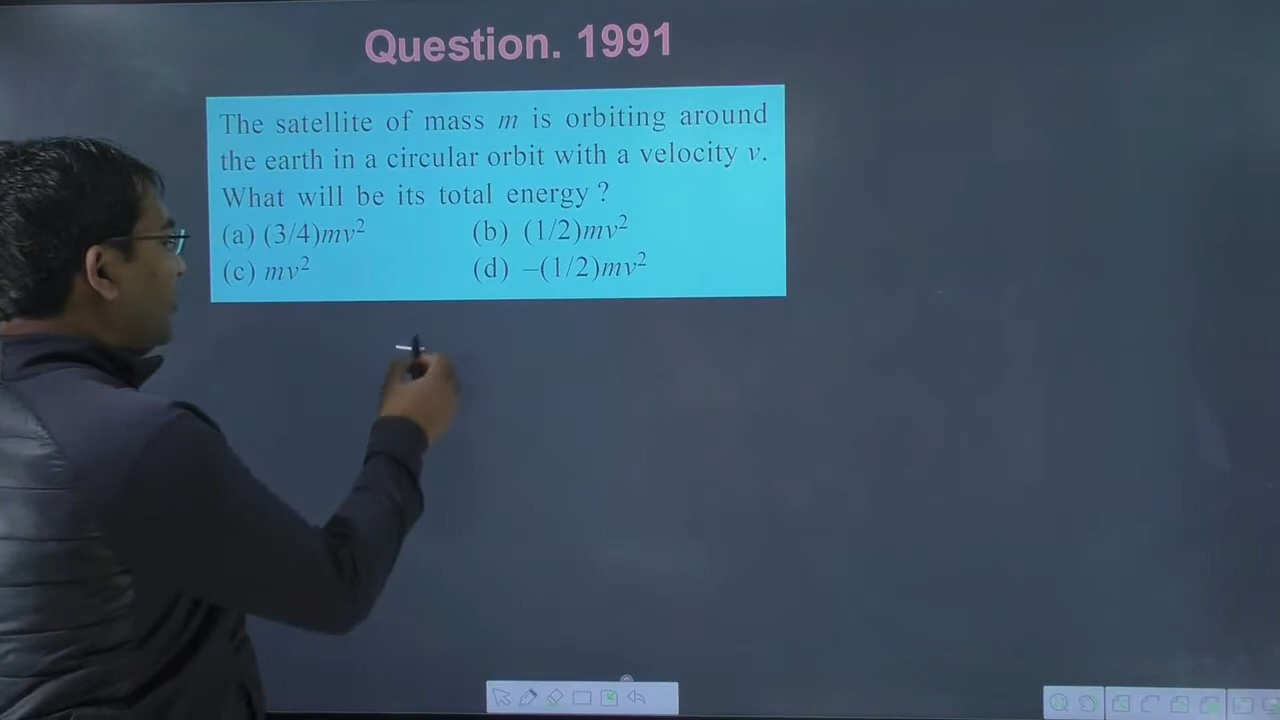 Question. 1991
The satellite of mass m is orbiting around
the earth in a circular orbit with a velocity v.
What will be its total energy ?
(a) (3/4)mv² (b) (1/2)mv²
(c) mv² (d) –(1/2)mv²